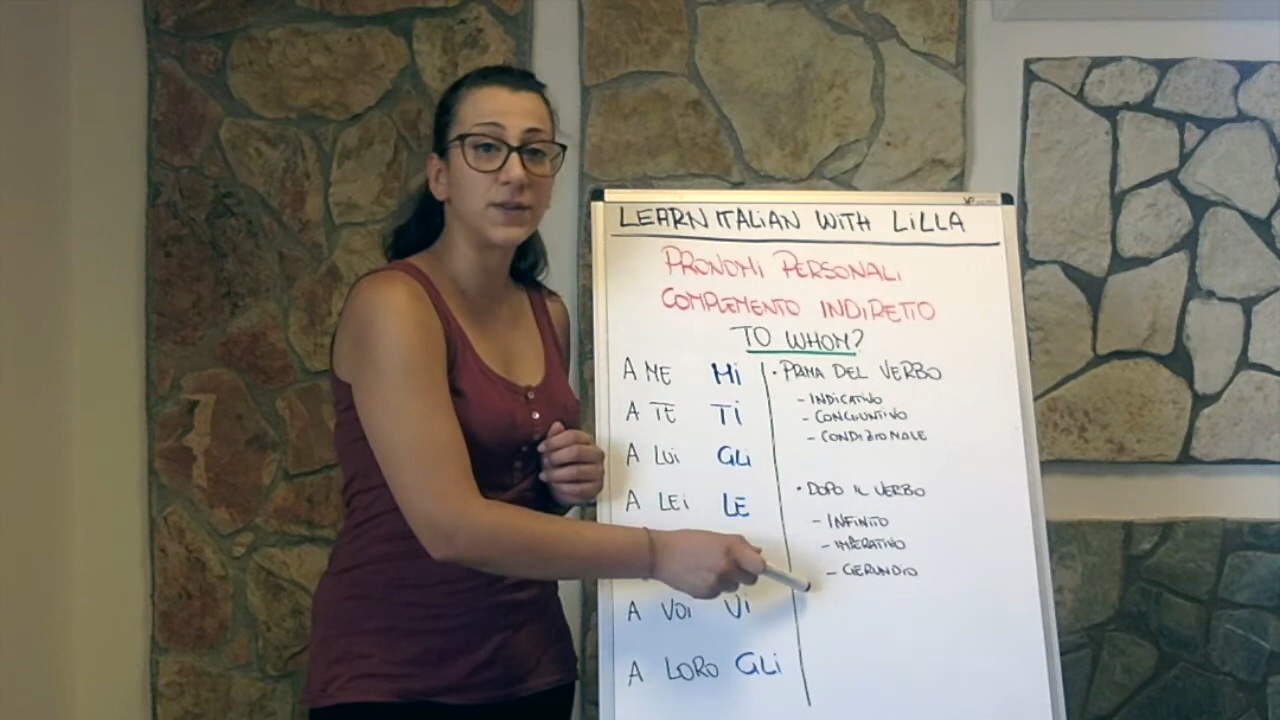 LEARN ITALIAN WITH LiLLA
PRONOMI PERSONALI
COMPLEMENTO INDIRETTO
TO WHOM?
A ME Mi
A TE Ti
A LUi GLi
A LEi LE
A VOi Vi
A LORO GLi
• PRIMA DEL VERBO
- INDICATIVO
- CONGIUNTIVO
- CONDIZIONALE
• DOPO IL VERBO
- INFINITO
- IMPERATIVO
- GERUNDIO